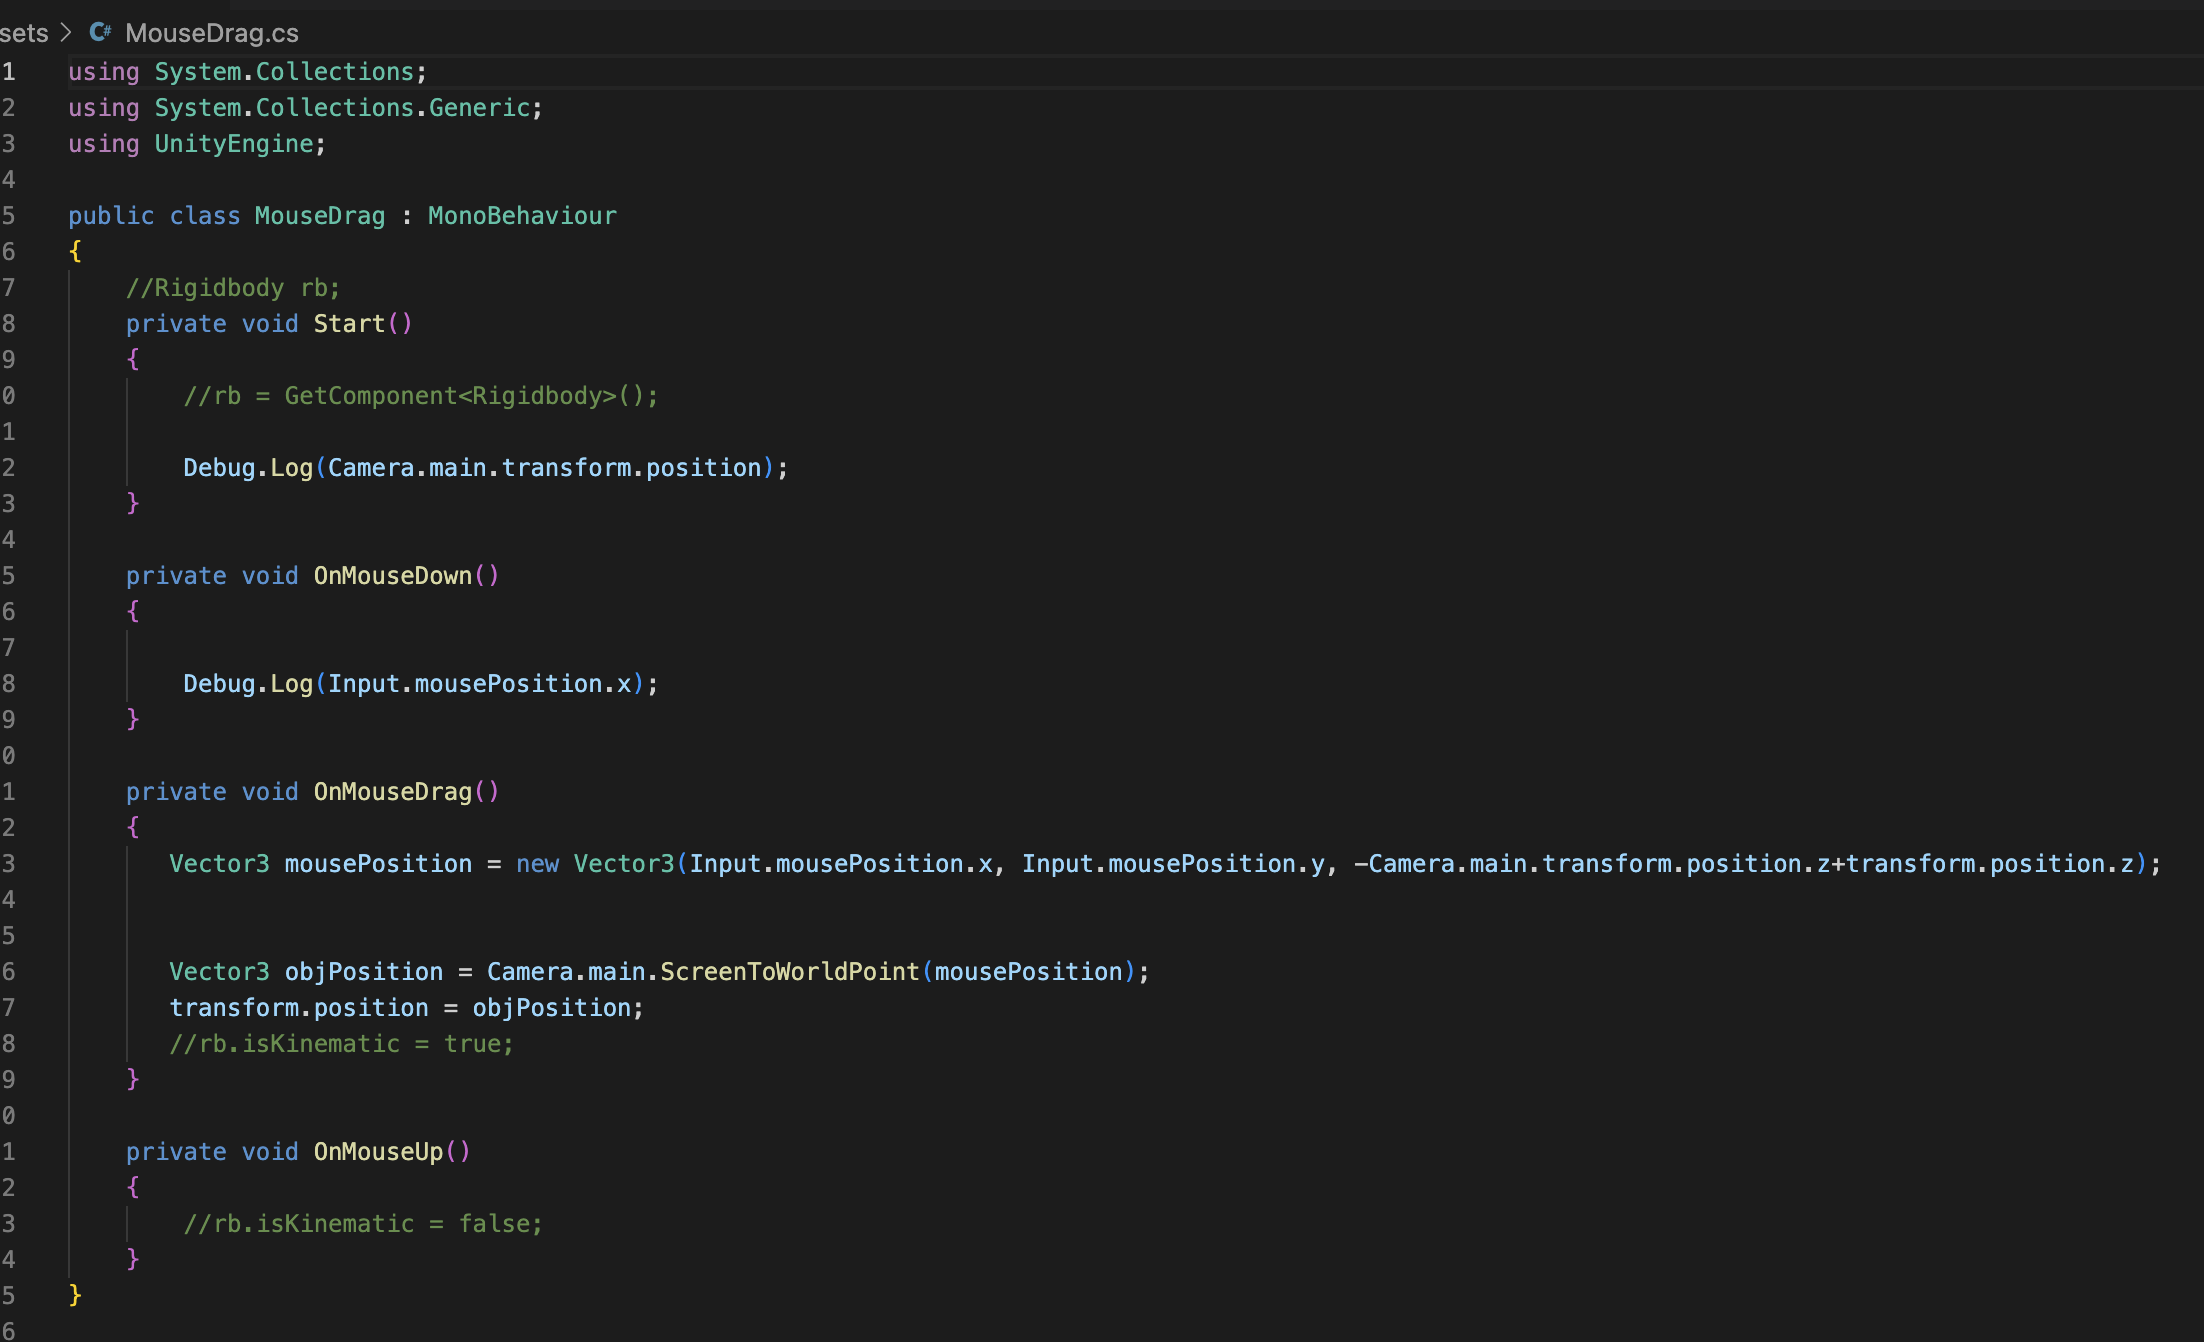 sets > C# MouseDrag.cs
1 using System.Collections;
2 using System.Collections.Generic;
3 using UnityEngine;
4
5 public class MouseDrag : MonoBehaviour
6 {
7 //Rigidbody rb;
8 private void Start()
9 {
0 //rb = GetComponent<Rigidbody>();
1
2 Debug.Log(Camera.main.transform.position);
3 }
4
5 private void OnMouseDown()
6 {
7
8 Debug.Log(Input.mousePosition.x);
9 }
0
1 private void OnMouseDrag()
2 {
3 Vector3 mousePosition = new Vector3(Input.mousePosition.x, Input.mousePosition.y, -Camera.main.transform.position.z+transform.position.z);
4
5
6 Vector3 objPosition = Camera.main.ScreenToWorldPoint(mousePosition);
7 transform.position = objPosition;
8 //rb.isKinematic = true;
9 }
0
1 private void OnMouseUp()
2 {
3 //rb.isKinematic = false;
4 }
5 }
6